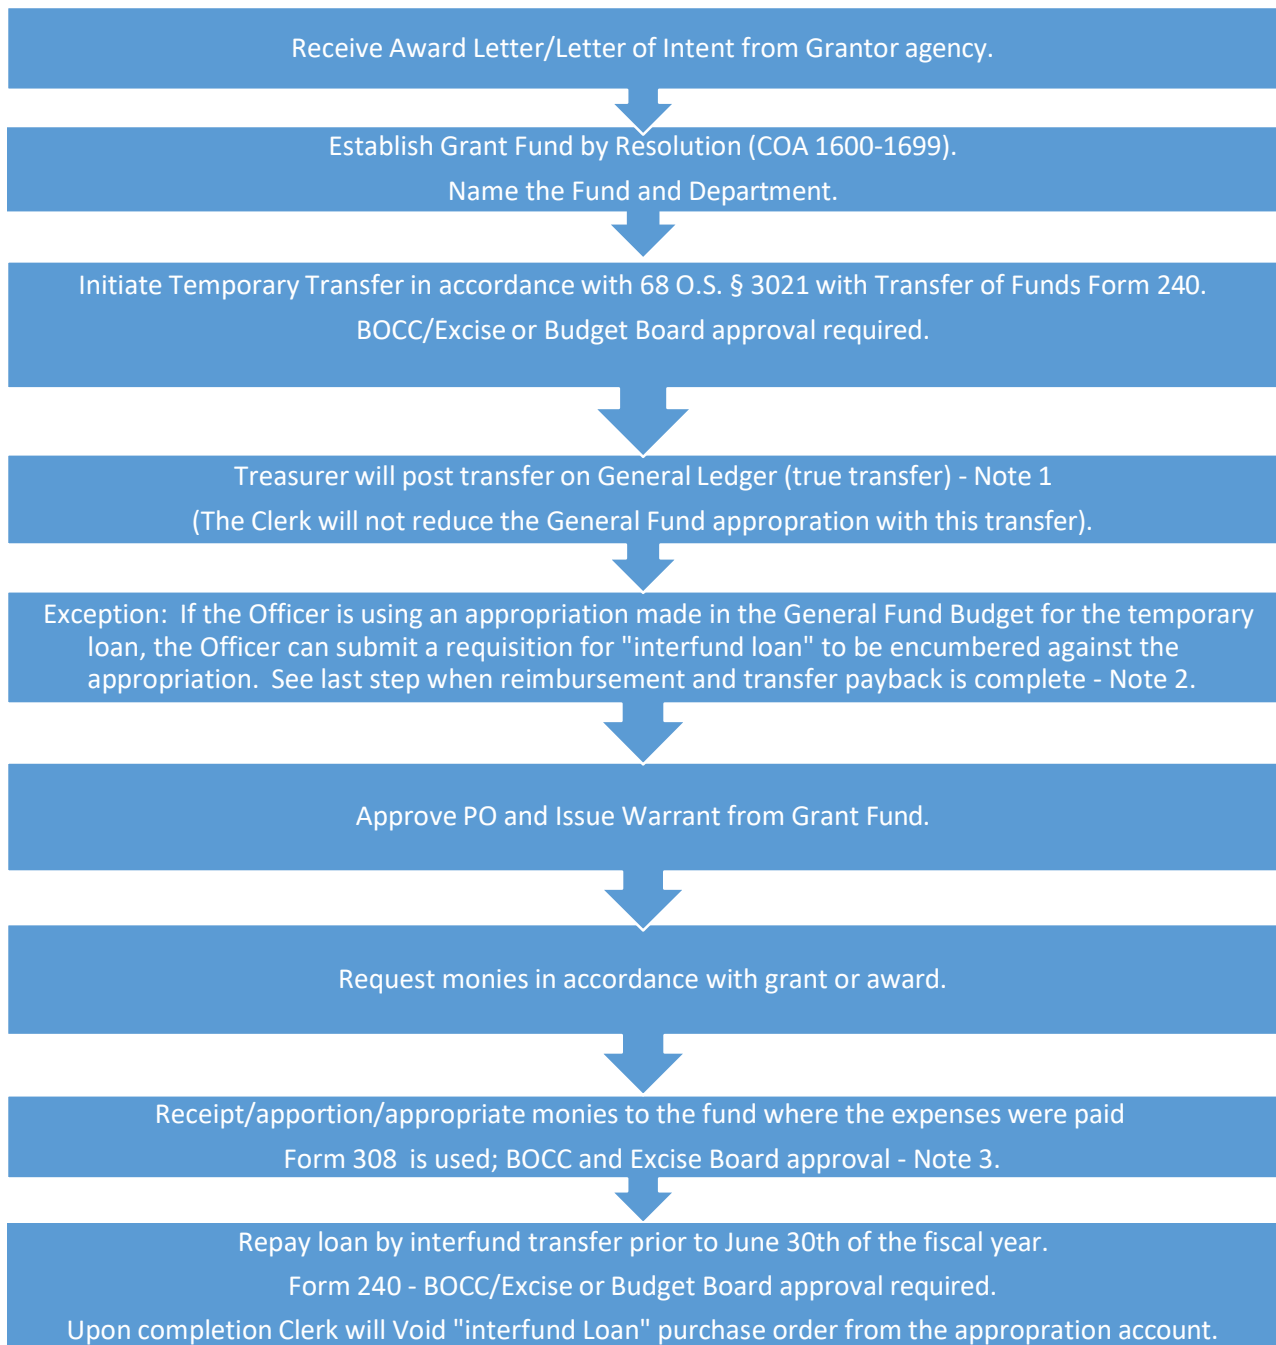 Receive Award Letter/Letter of Intent from Grantor agency.
Establish Grant Fund by Resolution (COA 1600-1699).
Name the Fund and Department.
Initiate Temporary Transfer in accordance with 68 O.S. § 3021 with Transfer of Funds Form 240.
BOCC/Excise or Budget Board approval required.
Treasurer will post transfer on General Ledger (true transfer) - Note 1
(The Clerk will not reduce the General Fund appropration with this transfer).
Exception:  If the Officer is using an appropriation made in the General Fund Budget for the temporary
loan, the Officer can submit a requisition for "interfund loan" to be encumbered against the
appropriation.  See last step when reimbursement and transfer payback is complete - Note 2.
Approve PO and Issue Warrant from Grant Fund.
Request monies in accordance with grant or award.
Receipt/apportion/appropriate monies to the fund where the expenses were paid
Form 308  is used; BOCC and Excise Board approval - Note 3.
Repay loan by interfund transfer prior to June 30th of the fiscal year.
Form 240 - BOCC/Excise or Budget Board approval required.
Upon completion Clerk will Void "interfund Loan" purchase order from the appropration account.